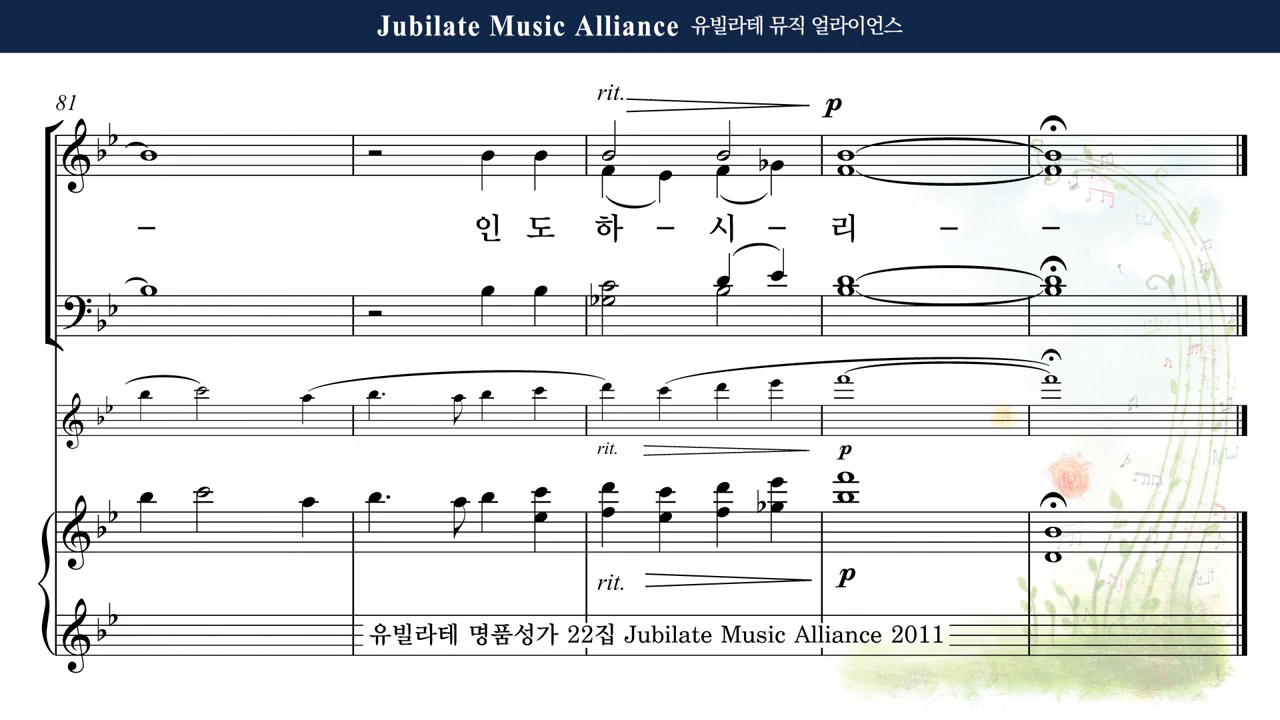 Jubilate Music Alliance 유빌라테 뮤직 얼라이언스
81
rit. p
– 인 도 하 – 시 – 리 – –
rit. p
rit. p
유빌라테 명품성가 22집 Jubilate Music Alliance 2011